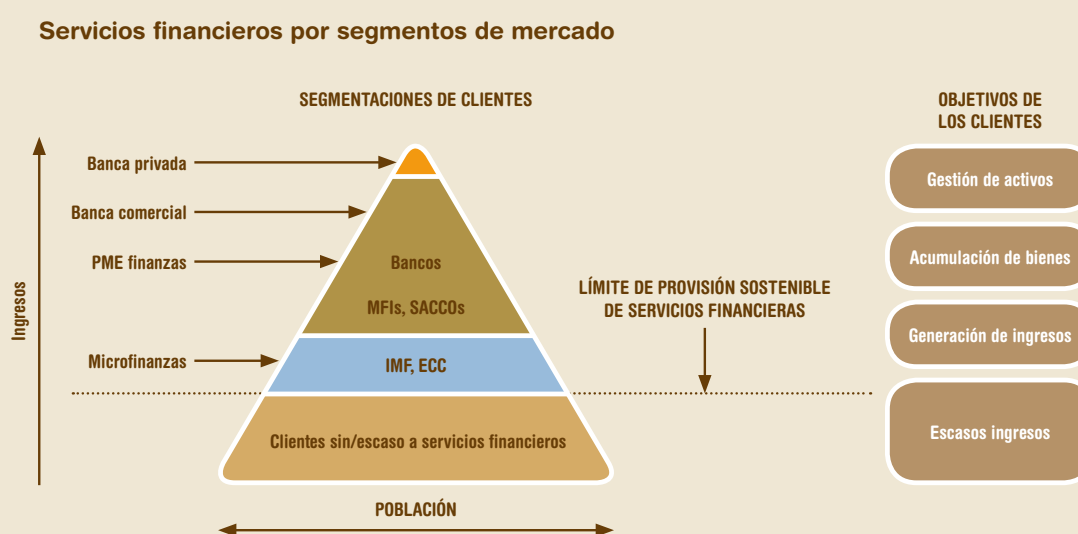 Servicios financieros por segmentos de mercado
SEGMENTACIONES DE CLIENTES
OBJETIVOS DE
LOS CLIENTES
Ingresos
Banca privada
Banca comercial
PME finanzas
Microfinanzas
Bancos
MFIs, SACCOs
IMF, ECC
Clientes sin/escaso a servicios financieros
POBLACIÓN
LÍMITE DE PROVISIÓN SOSTENIBLE
DE SERVICIOS FINANCIERAS
Gestión de activos
Acumulación de bienes
Generación de ingresos
Escasos ingresos